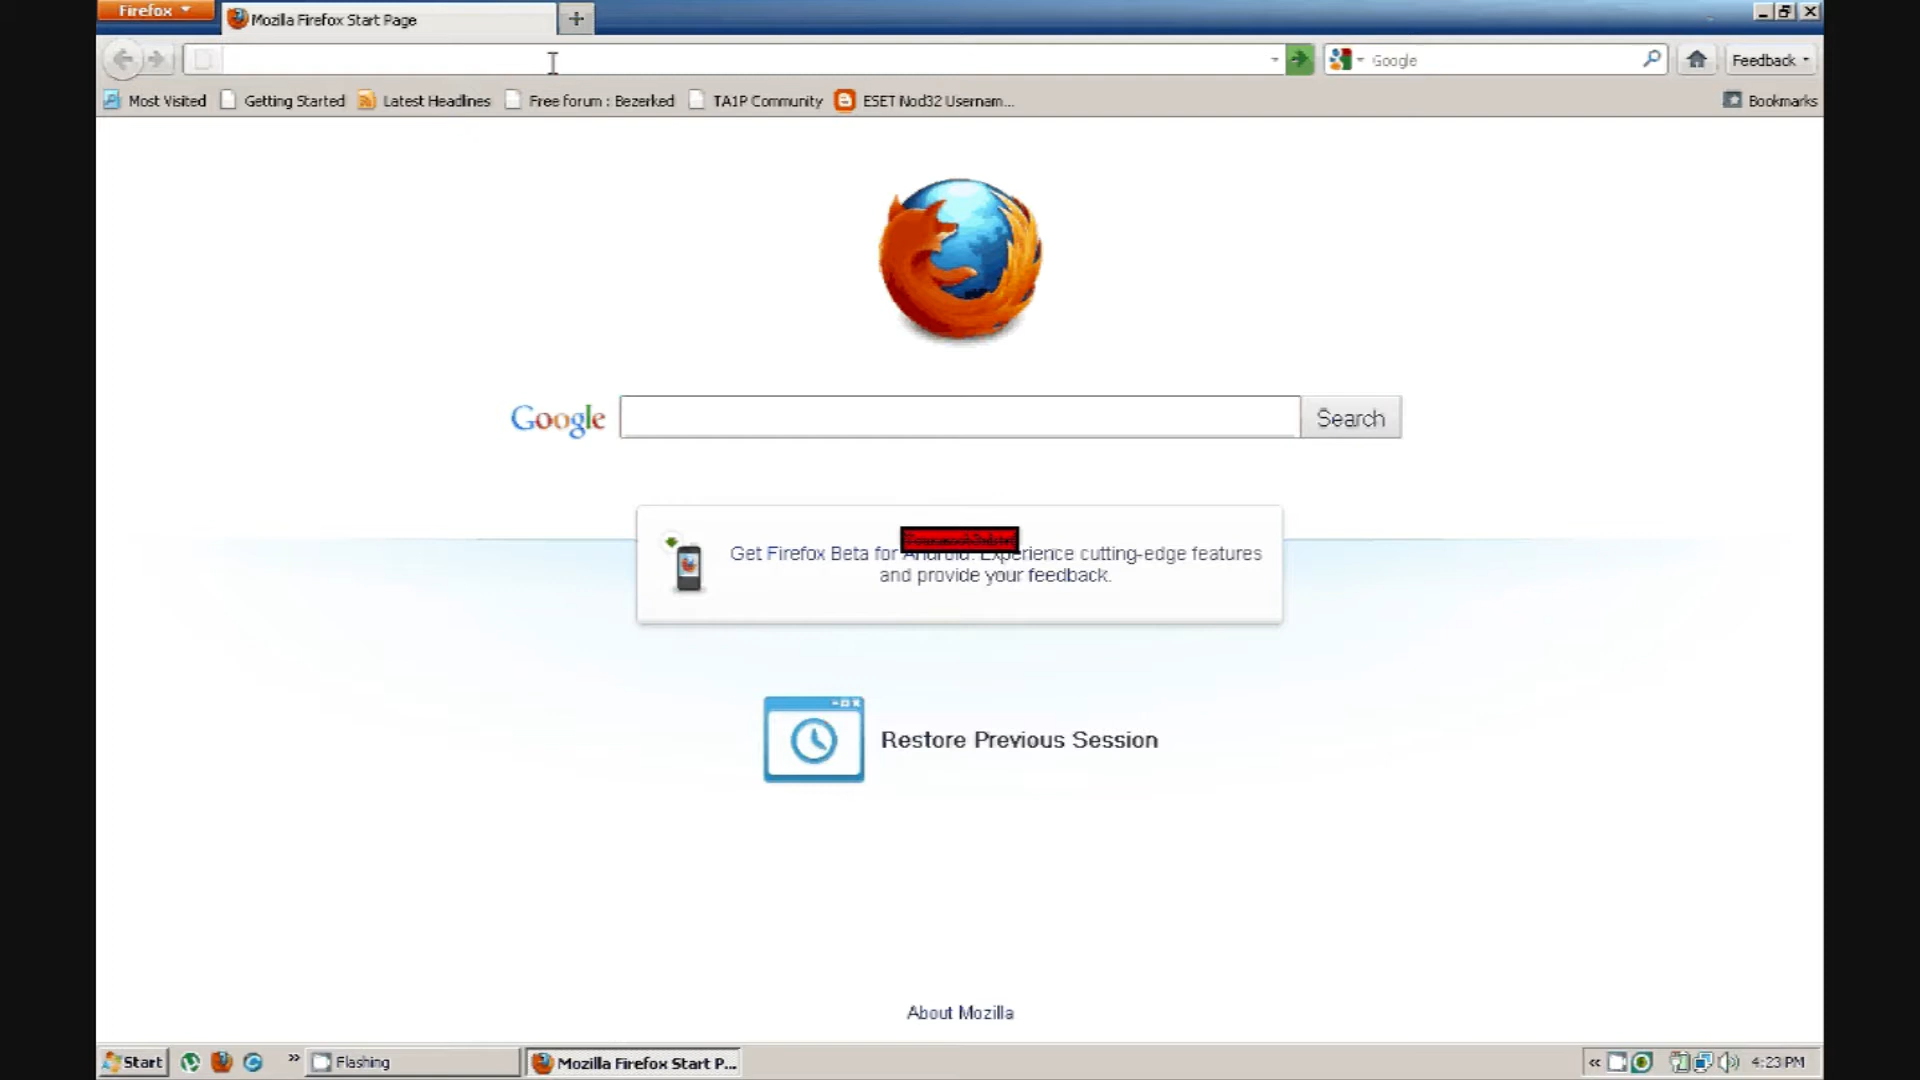 Firefox
Mozilla Firefox Start Page
Google
Feedback
Most Visited
Getting Started
Latest Headlines
Free forum : Bezerked
TA1P Community
ESET Nod32 Usernam...
Bookmarks
Google
Search
Get Firefox Beta for Android. Experience cutting-edge features
and provide your feedback.
Restore Previous Session
About Mozilla
Start
Flashing
Mozilla Firefox Start P...
4:23 PM